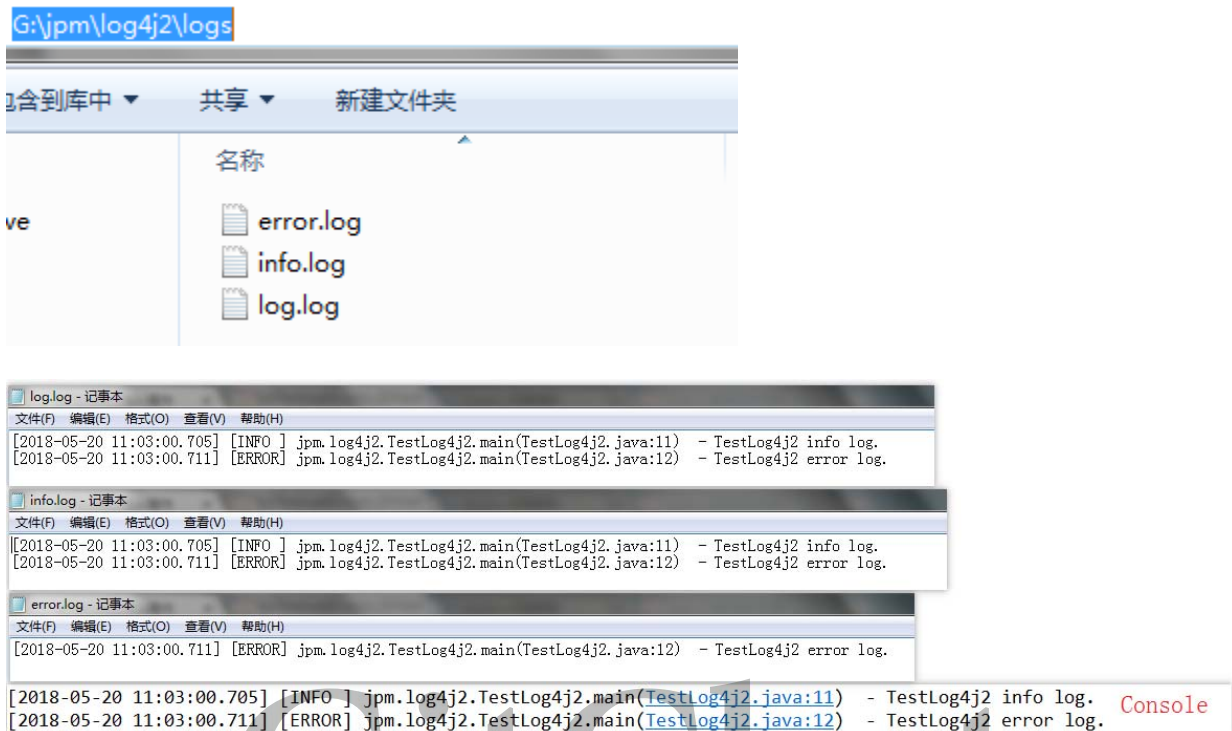 G:\jpm\log4j2\logs
含到库中 共享 新建文件夹
名称
ve
error.log
info.log
log.log
log.log - 记事本
文件(F) 编辑(E) 格式(O) 查看(V) 帮助(H)
[2018-05-20 11:03:00.705] [INFO ] jpm.log4j2.TestLog4j2.main(TestLog4j2.java:11)  - TestLog4j2 info log.
[2018-05-20 11:03:00.711] [ERROR] jpm.log4j2.TestLog4j2.main(TestLog4j2.java:12)  - TestLog4j2 error log.
info.log - 记事本
文件(F) 编辑(E) 格式(O) 查看(V) 帮助(H)
[2018-05-20 11:03:00.705] [INFO ] jpm.log4j2.TestLog4j2.main(TestLog4j2.java:11)  - TestLog4j2 info log.
[2018-05-20 11:03:00.711] [ERROR] jpm.log4j2.TestLog4j2.main(TestLog4j2.java:12)  - TestLog4j2 error log.
error.log - 记事本
文件(F) 编辑(E) 格式(O) 查看(V) 帮助(H)
[2018-05-20 11:03:00.711] [ERROR] jpm.log4j2.TestLog4j2.main(TestLog4j2.java:12)  - TestLog4j2 error log.
[2018-05-20 11:03:00.705] [INFO ] jpm.log4j2.TestLog4j2.main(TestLog4j2.java:11)  - TestLog4j2 info log. Console
[2018-05-20 11:03:00.711] [ERROR] jpm.log4j2.TestLog4j2.main(TestLog4j2.java:12)  - TestLog4j2 error log.